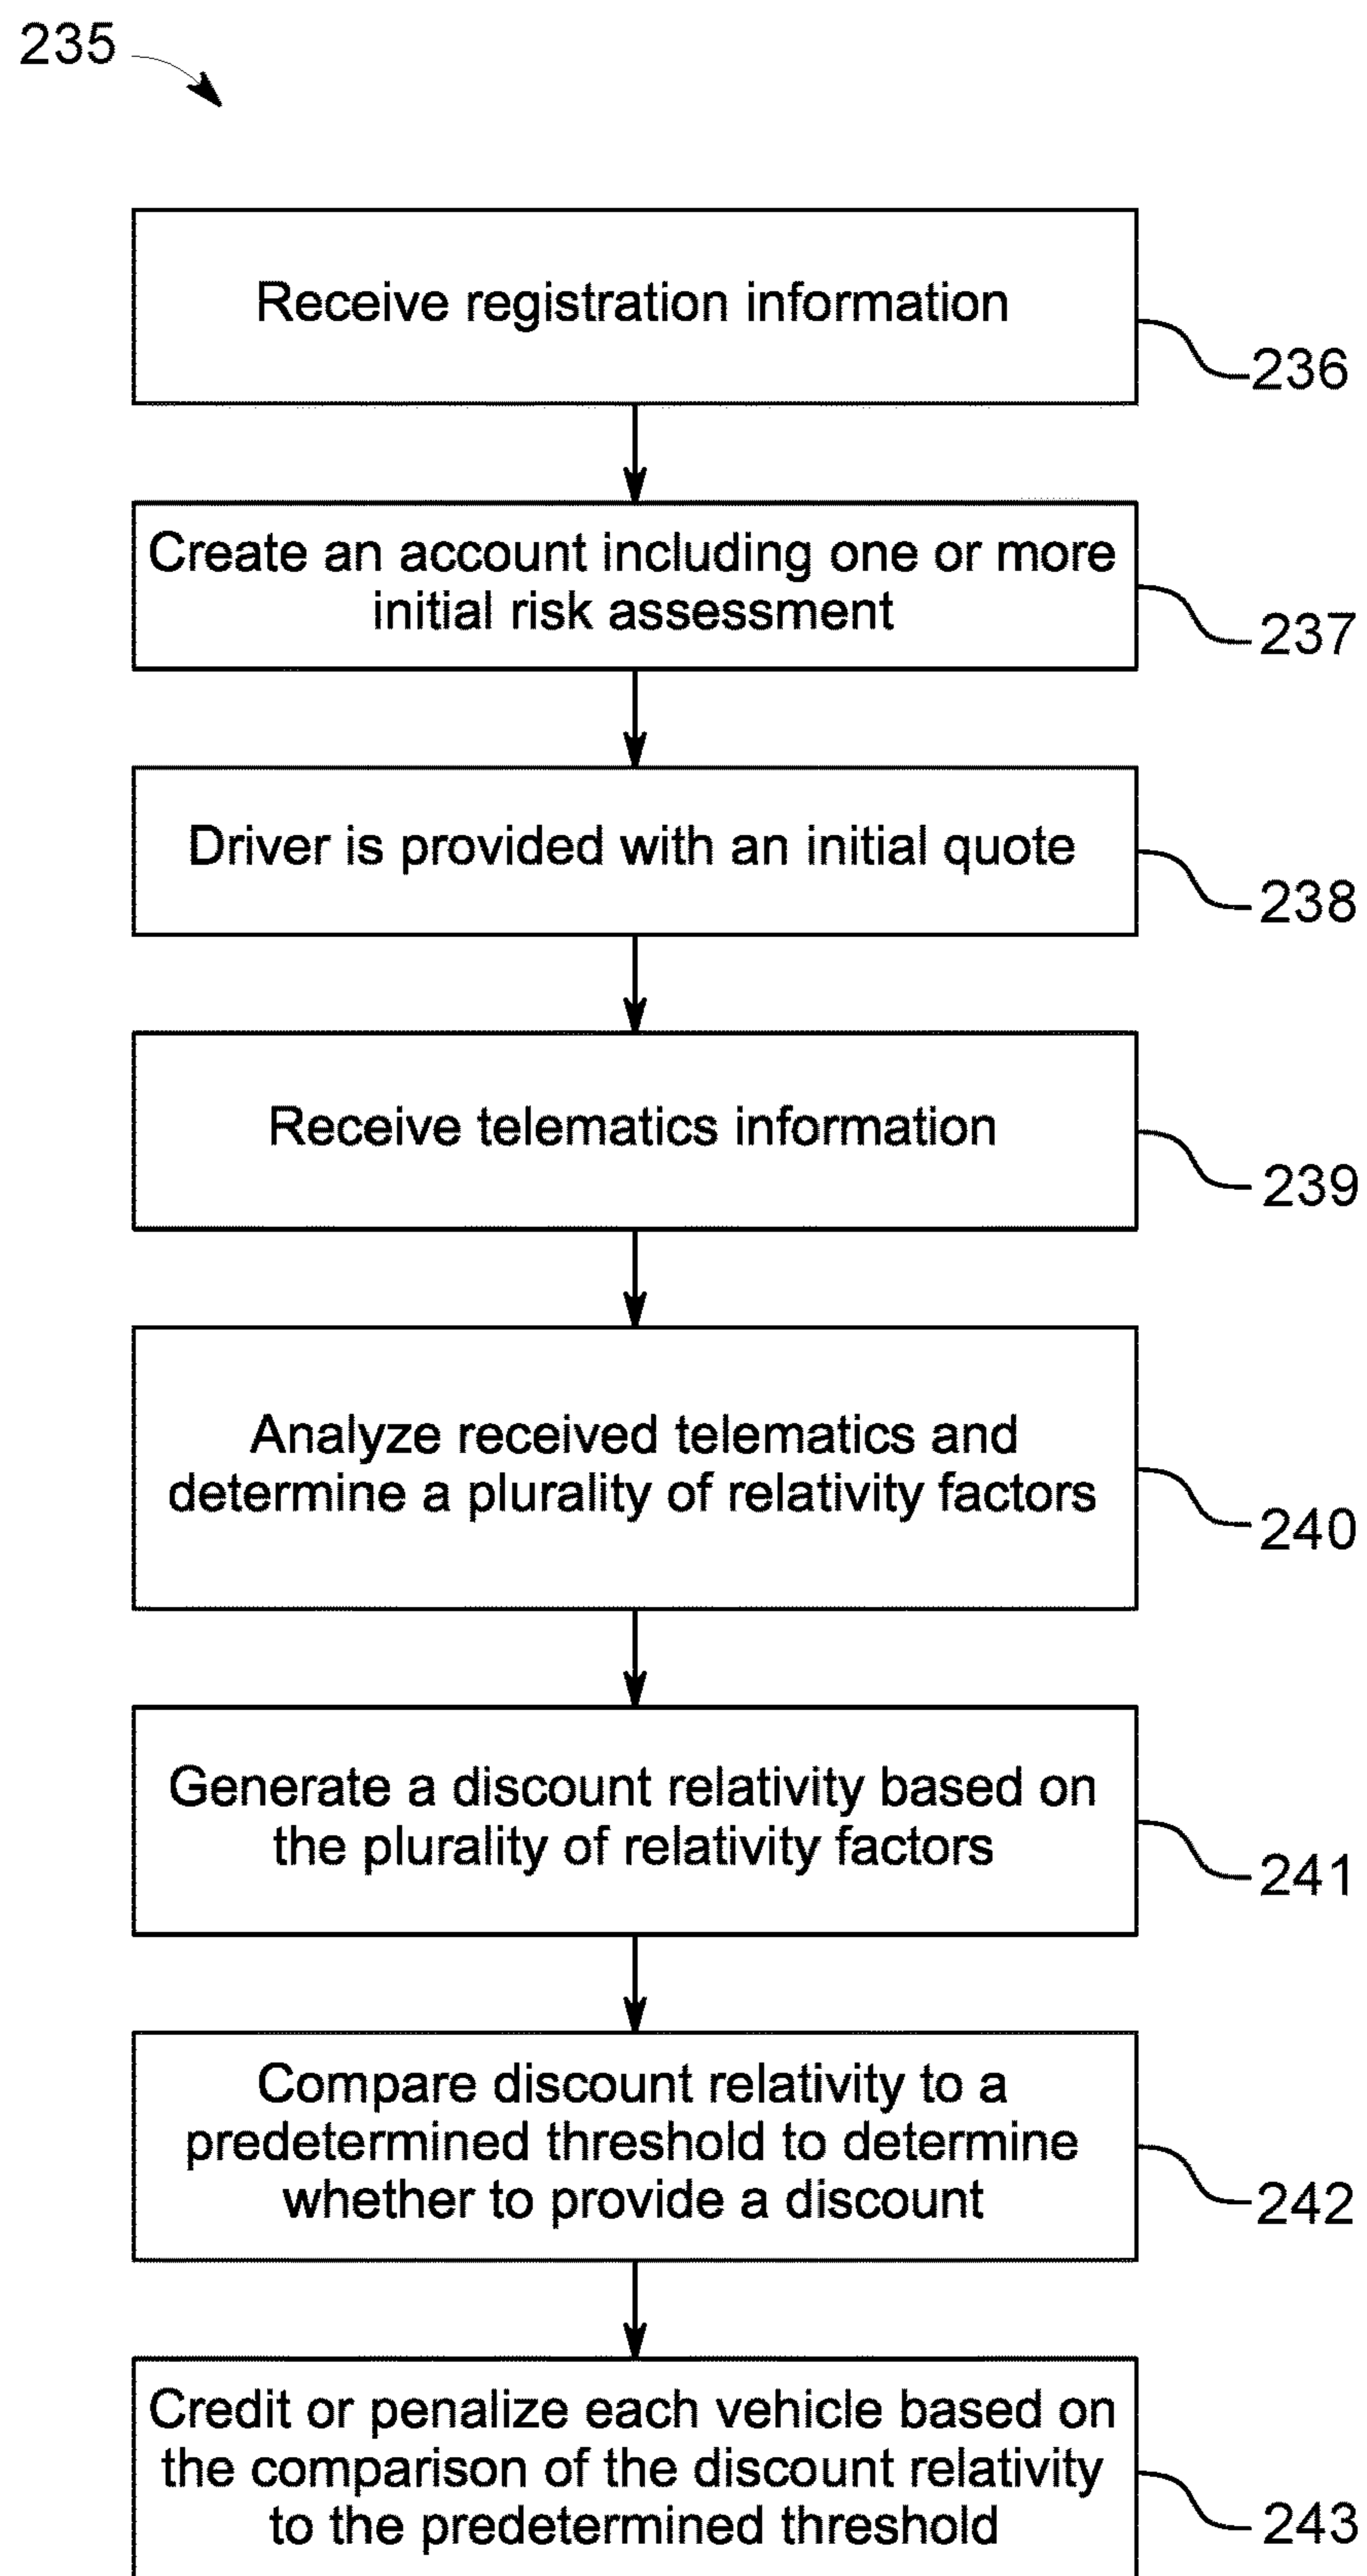 235
Receive registration information
236
Create an account including one or more
initial risk assessment
237
Driver is provided with an initial quote
238
Receive telematics information
239
Analyze received telematics and
determine a plurality of relativity factors
240
Generate a discount relativity based on
the plurality of relativity factors
241
Compare discount relativity to a
predetermined threshold to determine
whether to provide a discount
242
Credit or penalize each vehicle based on
the comparison of the discount relativity
to the predetermined threshold
243